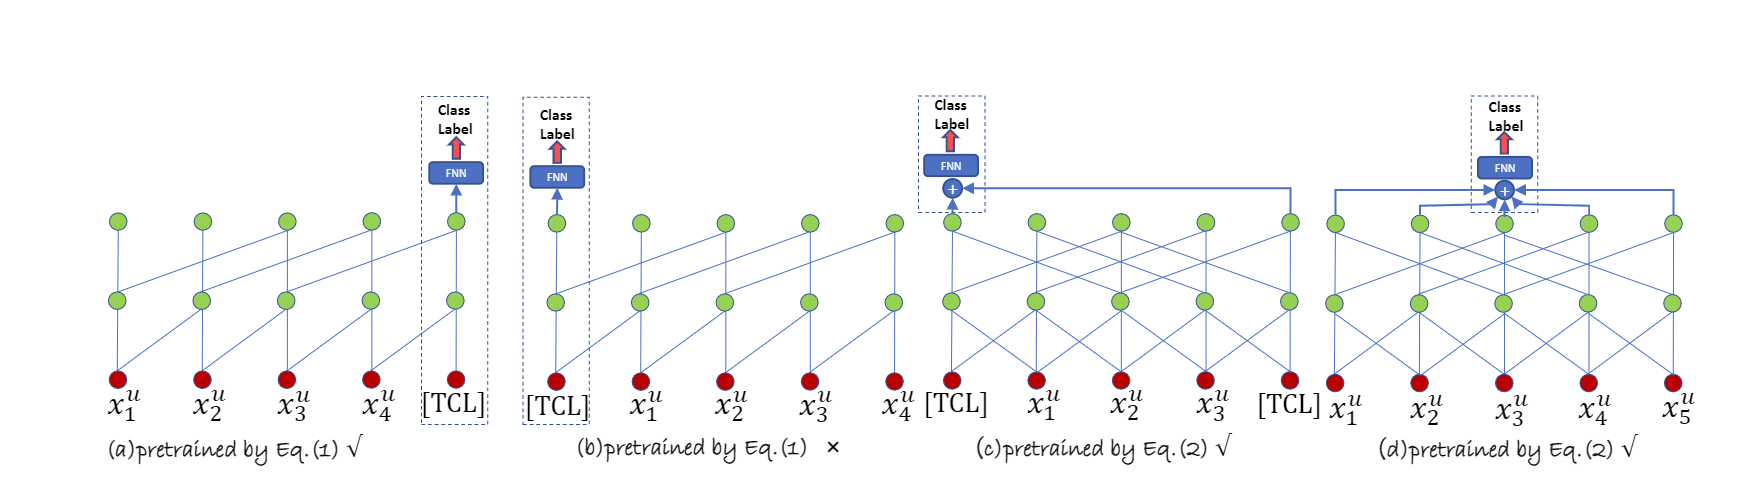 Class
Label
FNN
x_1^u x_2^u x_3^u x_4^u [TCL]
(a)pretrained by Eq.(1) √
Class
Label
FNN
[TCL] x_1^u x_2^u x_3^u x_4^u
(b)pretrained by Eq.(1) ×
Class
Label
FNN
+
[TCL] x_1^u x_2^u x_3^u [TCL]
(c)pretrained by Eq.(2) √
Class
Label
FNN
+
x_1^u x_2^u x_3^u x_4^u x_5^u
(d)pretrained by Eq.(2) √